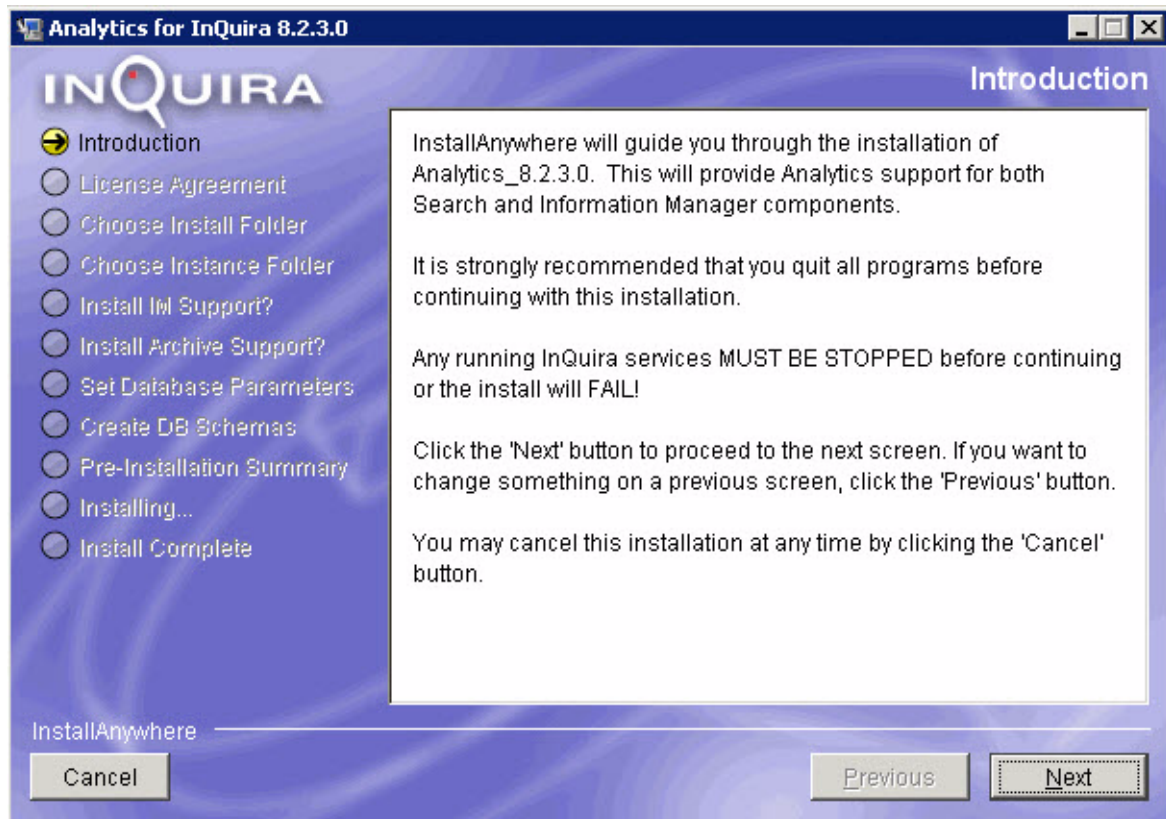 Analytics for InQuira 8.2.3.0
INQUIRA
Introduction
Introduction
License Agreement
Choose Install Folder
Choose Instance Folder
Install IM Support?
Install Archive Support?
Set Database Parameters
Create DB Schemas
Pre-Installation Summary
Installing...
Install Complete
InstallAnywhere will guide you through the installation of
Analytics_8.2.3.0. This will provide Analytics support for both
Search and Information Manager components.
It is strongly recommended that you quit all programs before
continuing with this installation.
Any running InQuira services MUST BE STOPPED before continuing
or the install will FAIL!
Click the 'Next' button to proceed to the next screen. If you want to
change something on a previous screen, click the 'Previous' button.
You may cancel this installation at any time by clicking the 'Cancel'
button.
InstallAnywhere
Cancel
Previous
Next